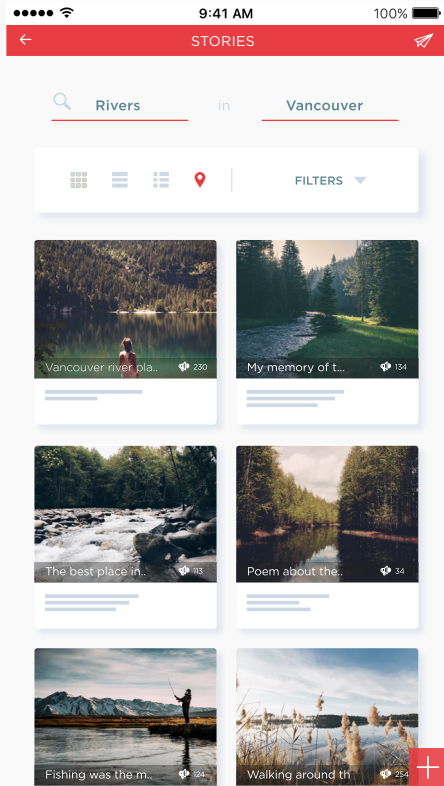 9:41 AM
100%
STORIES
Rivers in Vancouver
FILTERS
Vancouver river pla.. 230
My memory of t... 134
The best place in.. 113
Poem about the.. 34
Fishing was the m.. 124
Walking around th 254